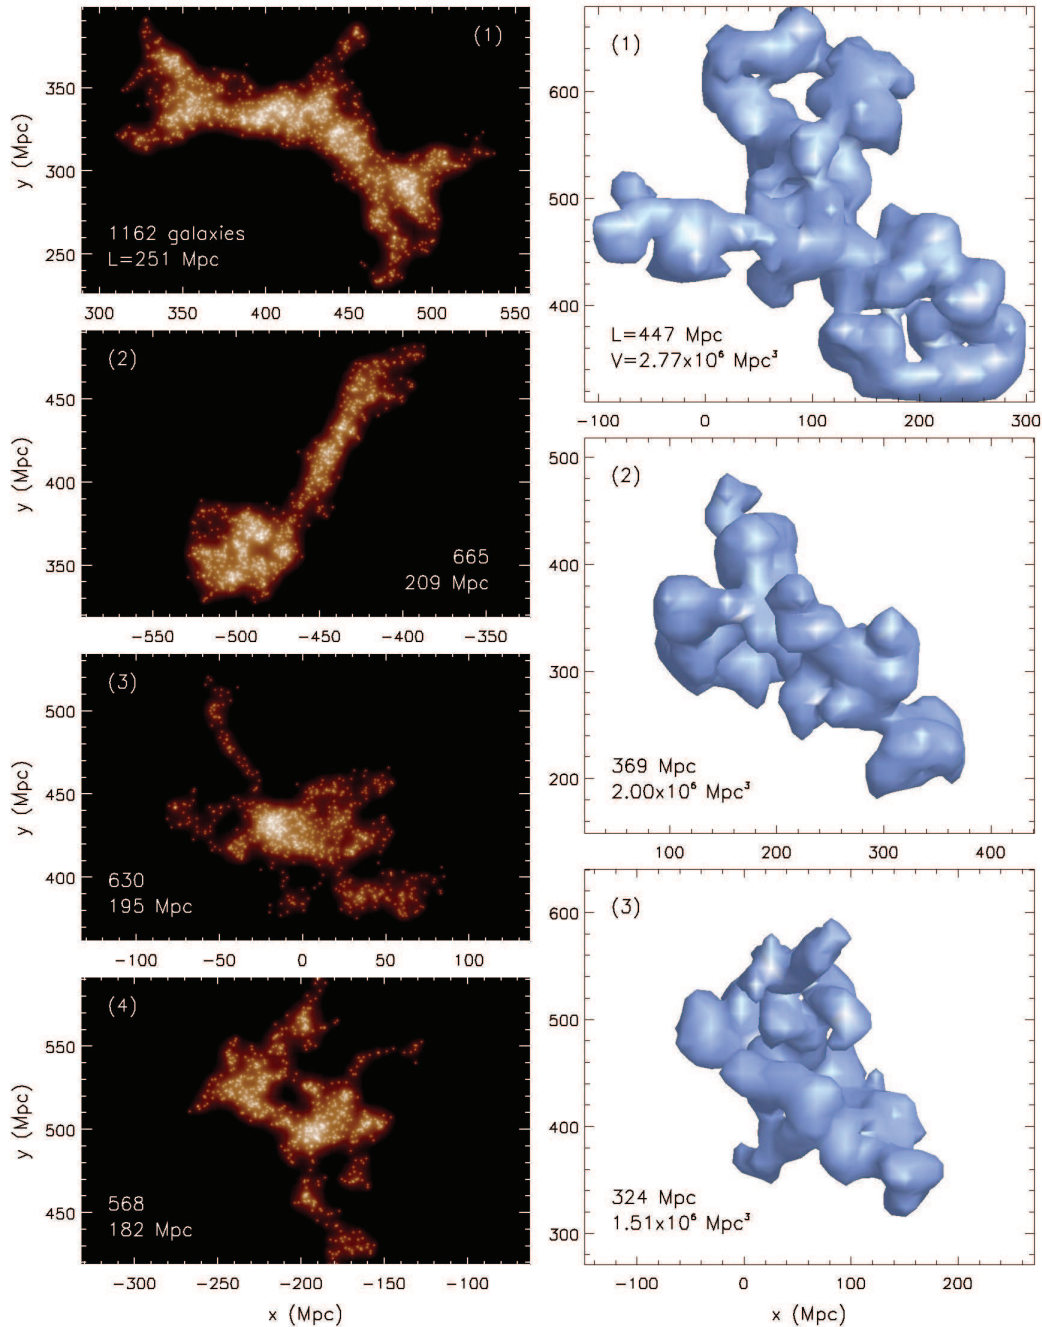 (1)
y (Mpc)
350
300
250
1162 galaxies
L=251 Mpc
300 350 400 450 500 550
(2)
y (Mpc)
450
400
350
665
209 Mpc
−550 −500 −450 −400 −350
(3)
y (Mpc)
500
450
400
630
195 Mpc
−100 −50 0 50 100
(4)
y (Mpc)
550
500
450
568
182 Mpc
−300 −250 −200 −150 −100
x (Mpc)
(1)
600
500
400
L=447 Mpc
V=2.77x10⁶ Mpc³
−100 0 100 200 300
(2)
500
400
300
200
369 Mpc
2.00x10⁶ Mpc³
100 200 300 400
(3)
600
500
400
300
324 Mpc
1.51x10⁶ Mpc³
−100 0 100 200
x (Mpc)